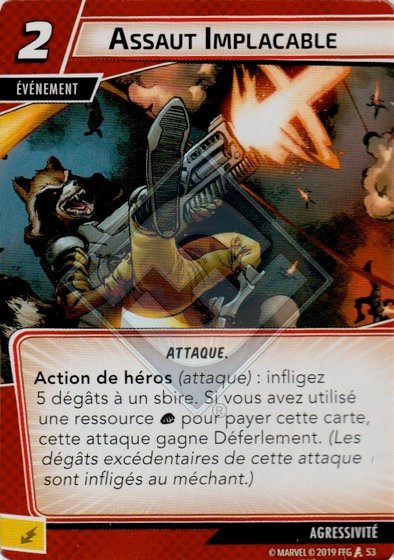 2
ASSAUT IMPLACABLE
ÉVÉNEMENT
ATTAQUE.
Action de héros (attaque) : infligez
5 dégâts à un sbire. Si vous avez utilisé
une ressource pour payer cette carte,
cette attaque gagne Déferlement. (Les
dégâts excédentaires de cette attaque
sont infligés au méchant.)
®
AGRESSIVITÉ
© MARVEL © 2019 FFG 53